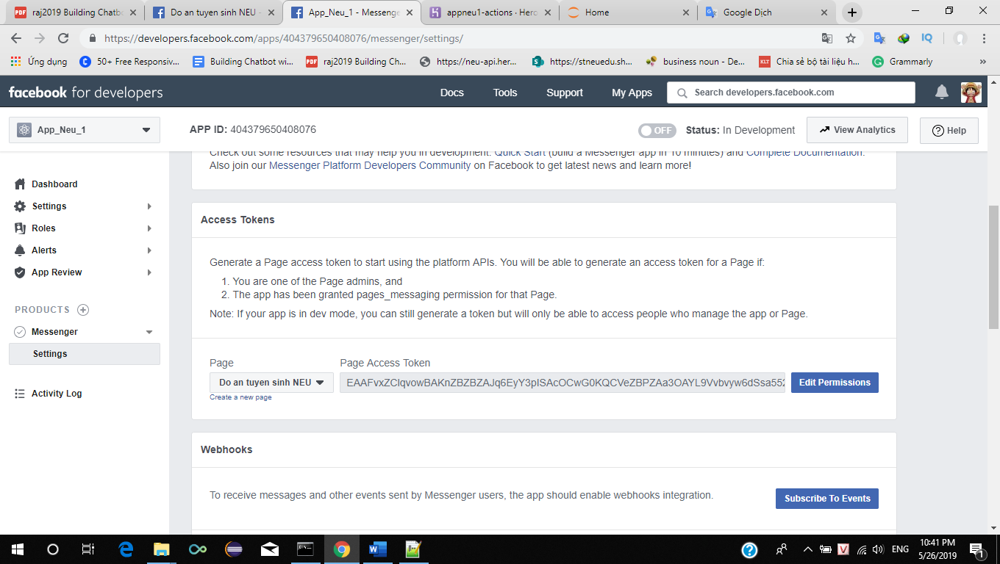 raj2019 Building Chatb
Do an tuyen sinh NEU -
App_Neu_1 - Messenge
appneu1-actions · Hero
Home
Google Dịch
https://developers.facebook.com/apps/404379650408076/messenger/settings/
Ứng dụng
50+ Free Responsiv...
Building Chatbot wi...
raj2019 Building Ch...
https://neu-api.her...
https://stneuedu.sh...
business noun - De...
Chia sẻ bộ tài liệu h...
Grammarly
facebook for developers
Docs
Tools
Support
My Apps
Search developers.facebook.com
App_Neu_1
APP ID: 404379650408076
OFF
Status: In Development
View Analytics
Help
Check out some resources that may help you in development: Quick Start (build a Messenger app in 10 minutes) and Complete Documentation.
Also join our Messenger Platform Developers Community on Facebook to get latest news and learn more!
Dashboard
Settings
Roles
Alerts
App Review
PRODUCTS
Messenger
Settings
Activity Log
Access Tokens
Generate a Page access token to start using the platform APIs. You will be able to generate an access token for a Page if:
1. You are one of the Page admins, and
2. The app has been granted pages_messaging permission for that Page.
Note: If your app is in dev mode, you can still generate a token but will only be able to access people who manage the app or Page.
Page
Page Access Token
Do an tuyen sinh NEU
EAAFvxZClqvowBAKnZBZBZAJq6EyY3pISAcOCwG0KQCVeZBPZAa3OAYL9Vvbvyw6dSsa552
Edit Permissions
Create a new page
Webhooks
To receive messages and other events sent by Messenger users, the app should enable webhooks integration.
Subscribe To Events
ENG
10:41 PM
5/26/2019